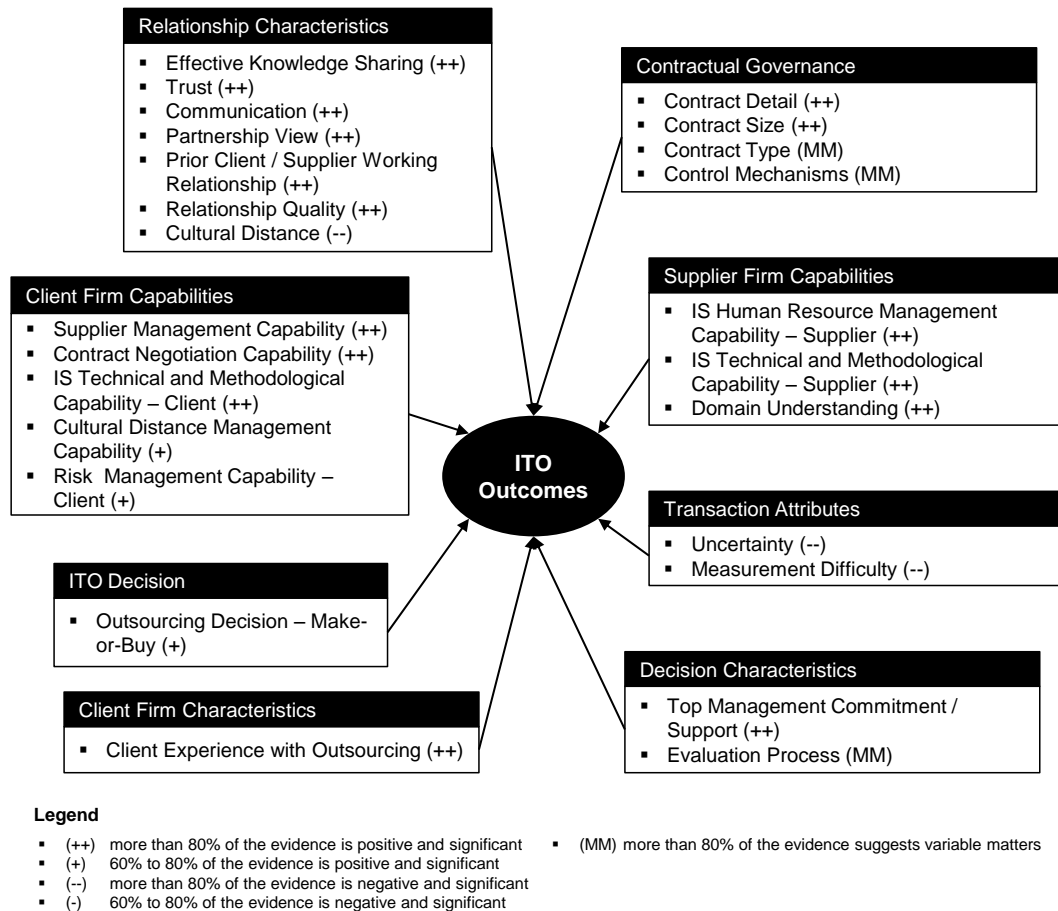 Relationship Characteristics
▪ Effective Knowledge Sharing (++)
▪ Trust (++)
▪ Communication (++)
▪ Partnership View (++)
▪ Prior Client / Supplier Working
Relationship (++)
▪ Relationship Quality (++)
▪ Cultural Distance (--)
Contractual Governance
▪ Contract Detail (++)
▪ Contract Size (++)
▪ Contract Type (MM)
▪ Control Mechanisms (MM)
Client Firm Capabilities
▪ Supplier Management Capability (++)
▪ Contract Negotiation Capability (++)
▪ IS Technical and Methodological
Capability – Client (++)
▪ Cultural Distance Management
Capability (+)
▪ Risk Management Capability –
Client (+)
Supplier Firm Capabilities
▪ IS Human Resource Management
Capability – Supplier (++)
▪ IS Technical and Methodological
Capability – Supplier (++)
▪ Domain Understanding (++)
ITO
Outcomes
Transaction Attributes
▪ Uncertainty (--)
▪ Measurement Difficulty (--)
ITO Decision
▪ Outsourcing Decision – Make-
or-Buy (+)
Decision Characteristics
▪ Top Management Commitment /
Support (++)
▪ Evaluation Process (MM)
Client Firm Characteristics
▪ Client Experience with Outsourcing (++)
Legend
▪ (++) more than 80% of the evidence is positive and significant
▪ (+) 60% to 80% of the evidence is positive and significant
▪ (--) more than 80% of the evidence is negative and significant
▪ (-) 60% to 80% of the evidence is negative and significant
▪ (MM) more than 80% of the evidence suggests variable matters